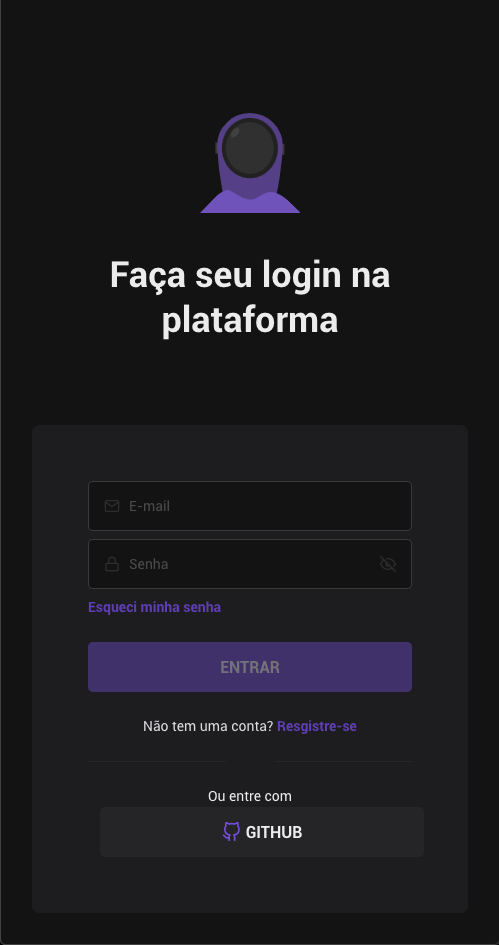 Faça seu login na
plataforma
E-mail
Senha
Esqueci minha senha
ENTRAR
Não tem uma conta? Resgistre-se
Ou entre com
GITHUB